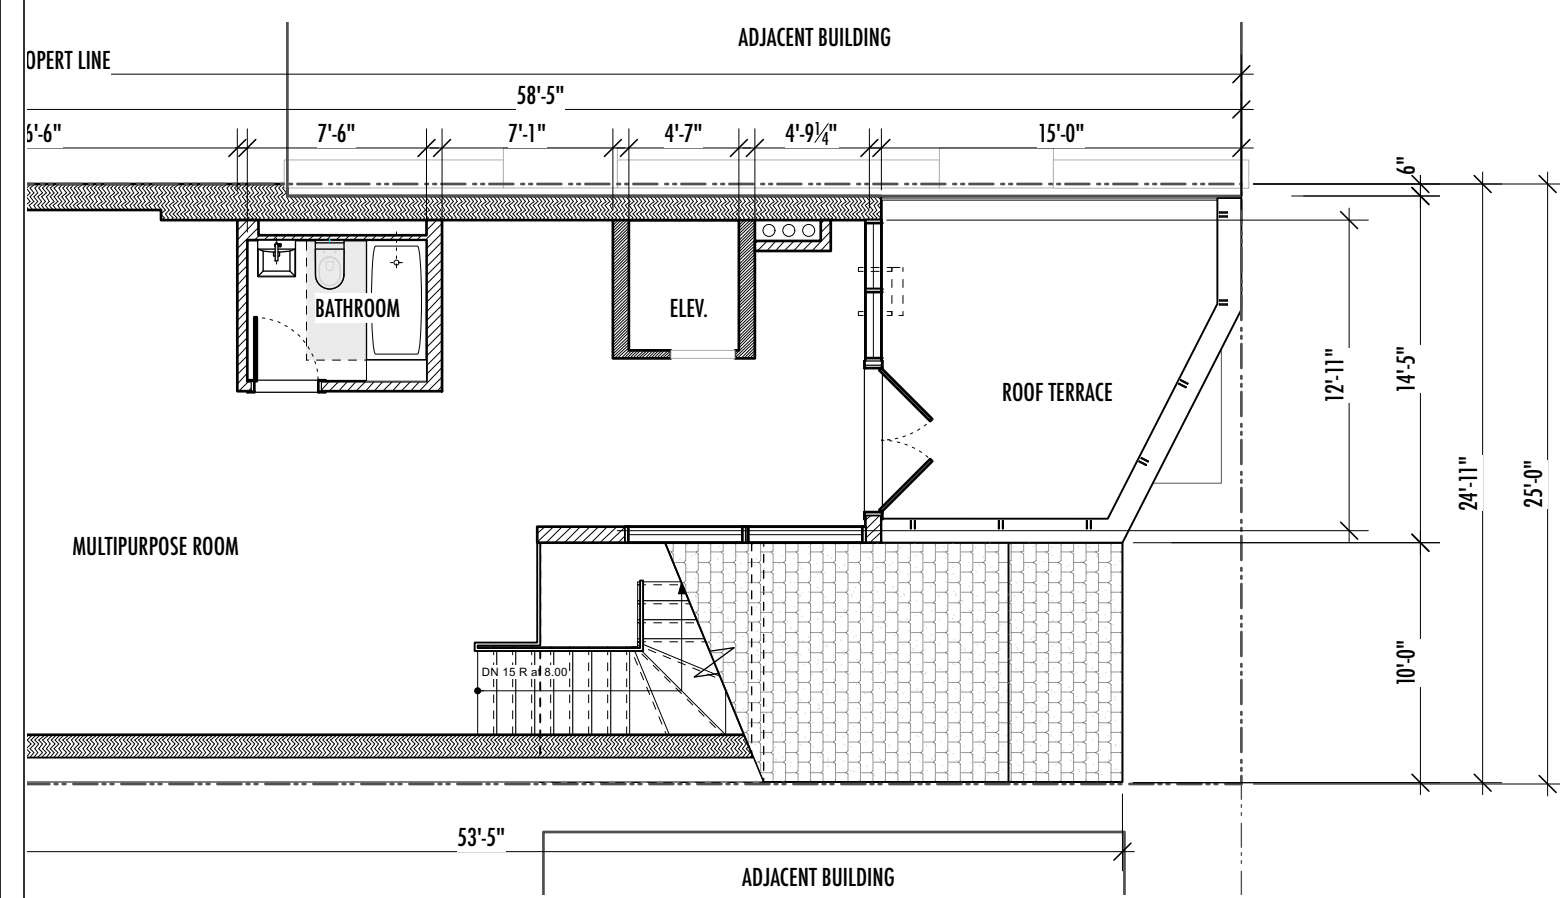 ADJACENT BUILDING
OPERT LINE
58'-5"
6'-6"
7'-6"
7'-1"
4'-7"
4'-9¼"
15'-0"
6"
BATHROOM
ELEV.
ROOF TERRACE
12'-11"
14'-5"
24'-11"
25'-0"
MULTIPURPOSE ROOM
DN 15 R at 8.00
10'-0"
53'-5"
ADJACENT BUILDING